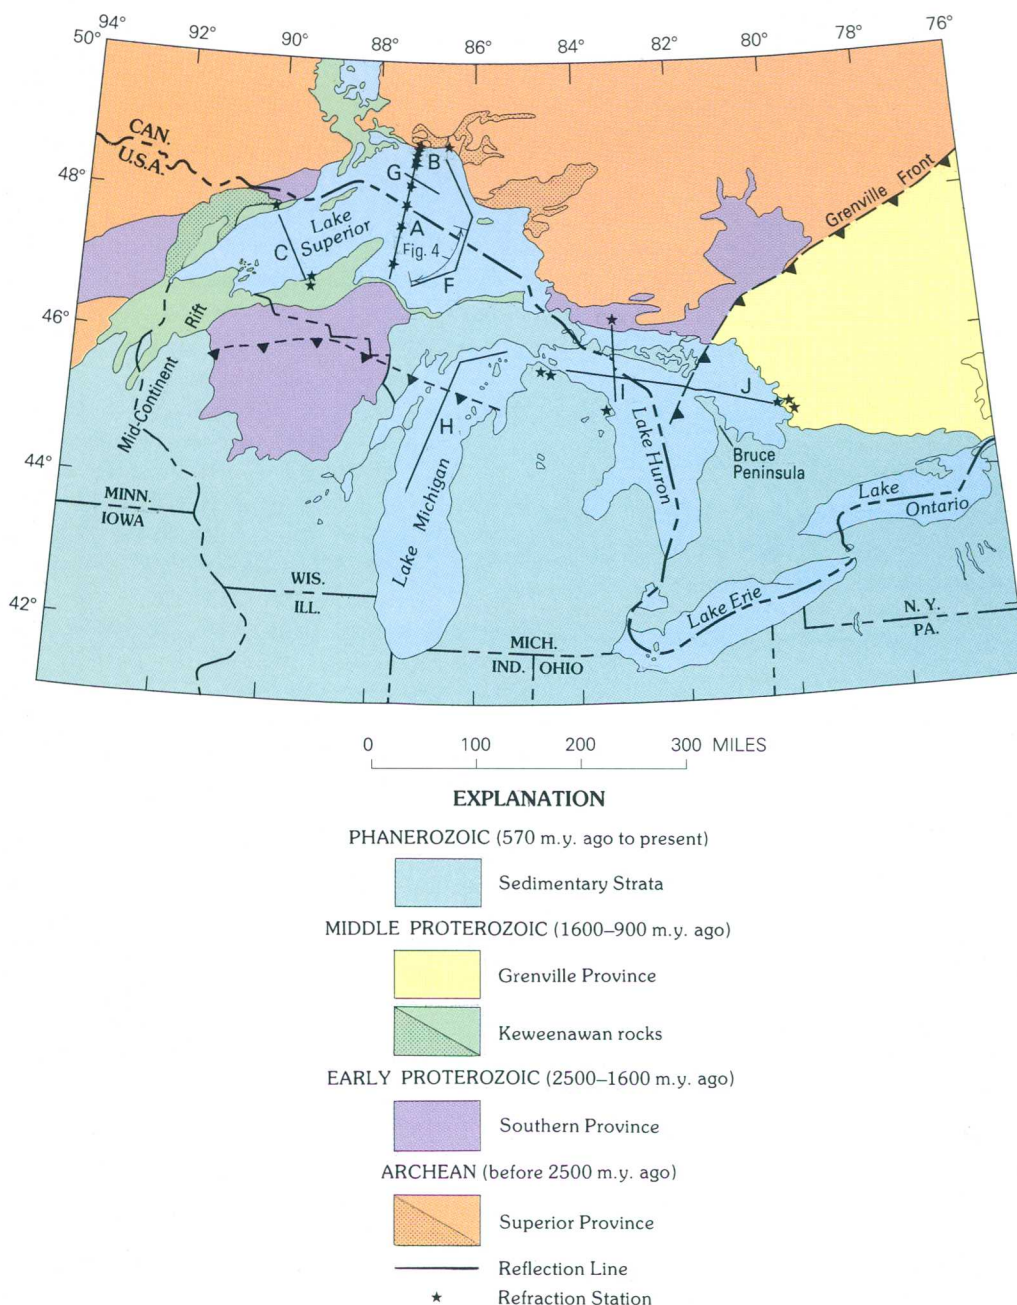 94°
50°
92°
90°
88°
86°
84°
82°
80°
78°
76°
CAN.
U.S.A.
48°
B
G
Grenville Front
Lake
Superior
A
C
Fig. 4
F
46°
Rift
Mid-Continent
J
I
H
Lake Huron
Bruce
Peninsula
44°
Lake Michigan
Lake
Ontario
MINN.
IOWA
WIS.
ILL.
42°
Lake Erie
N. Y.
PA.
MICH.
IND.
OHIO
0 100 200 300 MILES
EXPLANATION
PHANEROZOIC (570 m.y. ago to present)
Sedimentary Strata
MIDDLE PROTEROZOIC (1600–900 m.y. ago)
Grenville Province
Keweenawan rocks
EARLY PROTEROZOIC (2500–1600 m.y. ago)
Southern Province
ARCHEAN (before 2500 m.y. ago)
Superior Province
Reflection Line
Refraction Station